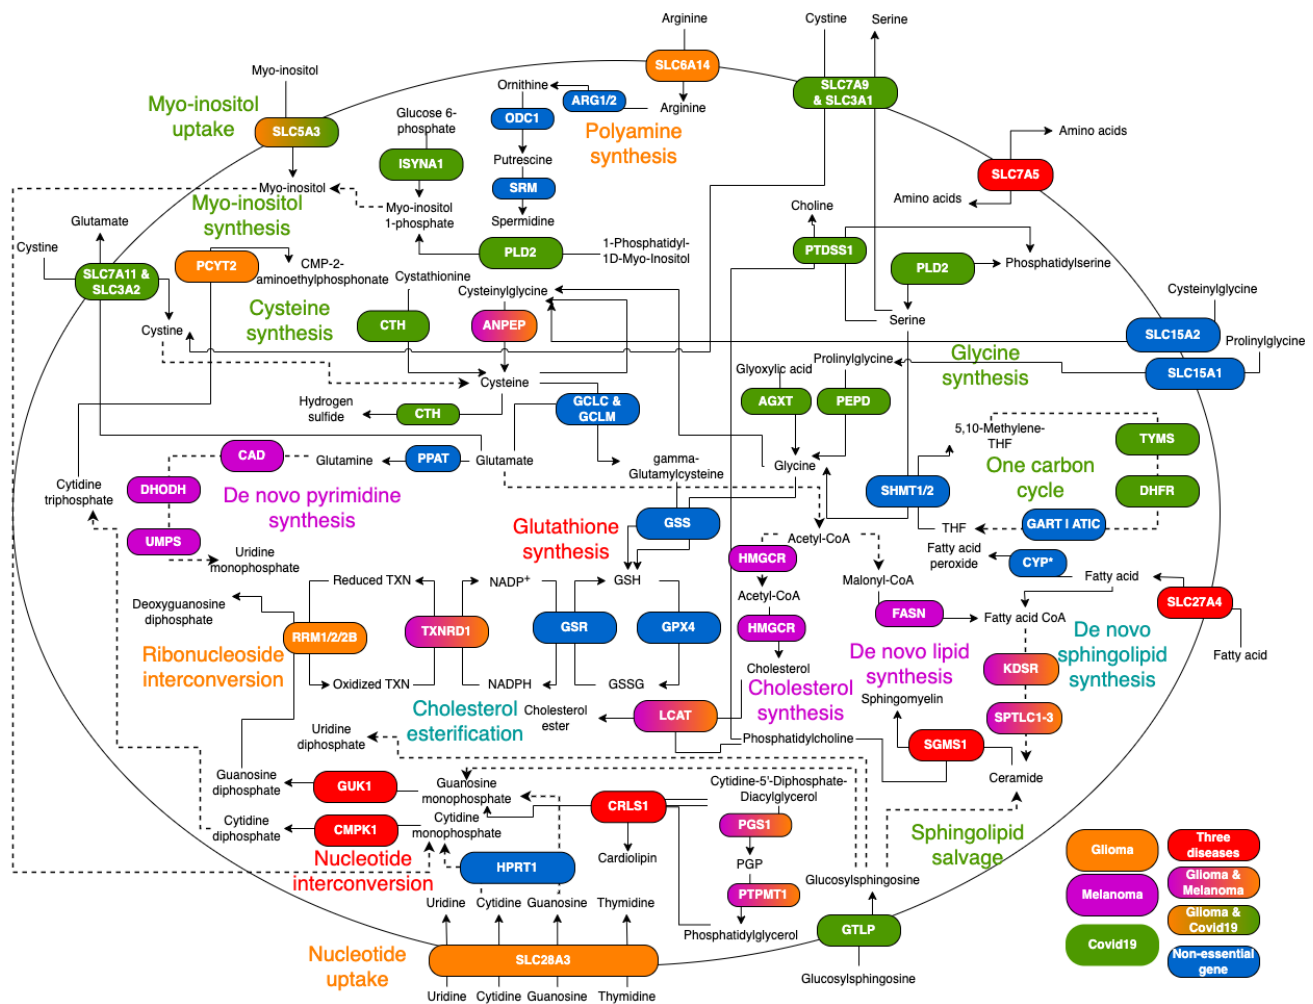 Arginine
Cystine
Serine
SLC6A14
SLC7A9
& SLC3A1
Myo-inositol
Myo-inositol
uptake
SLC5A3
Myo-inositol
Glucose 6-
phosphate
ISYNA1
Myo-inositol
1-phosphate
Ornithine
ARG1/2
Arginine
ODC1
Polyamine
synthesis
Putrescine
SRM
Spermidine
Amino acids
SLC7A5
Amino acids
Myo-inositol
synthesis
Glutamate
Cystine
SLC7A11 &
SLC3A2
Cystine
PCYT2
CMP-2-
aminoethylphosphonate
PLD2
1-Phosphatidyl-
1D-Myo-Inositol
Choline
PTDSS1
PLD2
Phosphatidylserine
Serine
Cysteinylglycine
SLC15A2
Prolinylglycine
SLC15A1
Cysteine
synthesis
Cystathionine
CTH
Cysteinylglycine
ANPEP
Cysteine
Hydrogen
sulfide
CTH
GCLC &
GCLM
Glyoxylic acid
AGXT
Prolinylglycine
PEPD
Glycine
synthesis
Glycine
5,10-Methylene-
THF
TYMS
One carbon
cycle
DHFR
SHMT1/2
THF
GART I ATIC
CAD
Glutamine
PPAT
Glutamate
gamma-
Glutamylcysteine
Cytidine
triphosphate
DHODH
De novo pyrimidine
synthesis
UMPS
Uridine
monophosphate
Glutathione
synthesis
GSS
Acetyl-CoA
HMGCR
Acetyl-CoA
HMGCR
Cholesterol
Cholesterol
synthesis
Malonyl-CoA
FASN
Fatty acid
peroxide
CYP*
Fatty acid
SLC27A4
Fatty acid
Fatty acid CoA
De novo
sphingolipid
synthesis
De novo lipid
synthesis
KDSR
SPTLC1-3
Sphingomyelin
SGMS1
Ceramide
Reduced TXN
NADP+
GSH
Deoxyguanosine
diphosphate
RRM1/2/2B
TXNRD1
GSR
GPX4
Ribonucleoside
interconversion
Oxidized TXN
NADPH
GSSG
Cholesterol
esterification
Cholesterol
ester
LCAT
Phosphatidylcholine
Uridine
diphosphate
Guanosine
diphosphate
GUK1
Guanosine
monophosphate
Cytidine
diphosphate
CMPK1
Cytidine
monophosphate
Nucleotide
interconversion
HPRT1
CRLS1
Cardiolipin
Cytidine-5'-Diphosphate-
Diacylglycerol
PGS1
PGP
PTPMT1
Phosphatidylglycerol
Sphingolipid
salvage
Glucosylsphingosine
GTLP
Glucosylsphingosine
Uridine
Cytidine
Guanosine
Thymidine
Nucleotide
uptake
SLC28A3
Uridine
Cytidine
Guanosine
Thymidine
Glioma
Three
diseases
Melanoma
Glioma &
Melanoma
Covid19
Glioma &
Covid19
Non-essential
gene